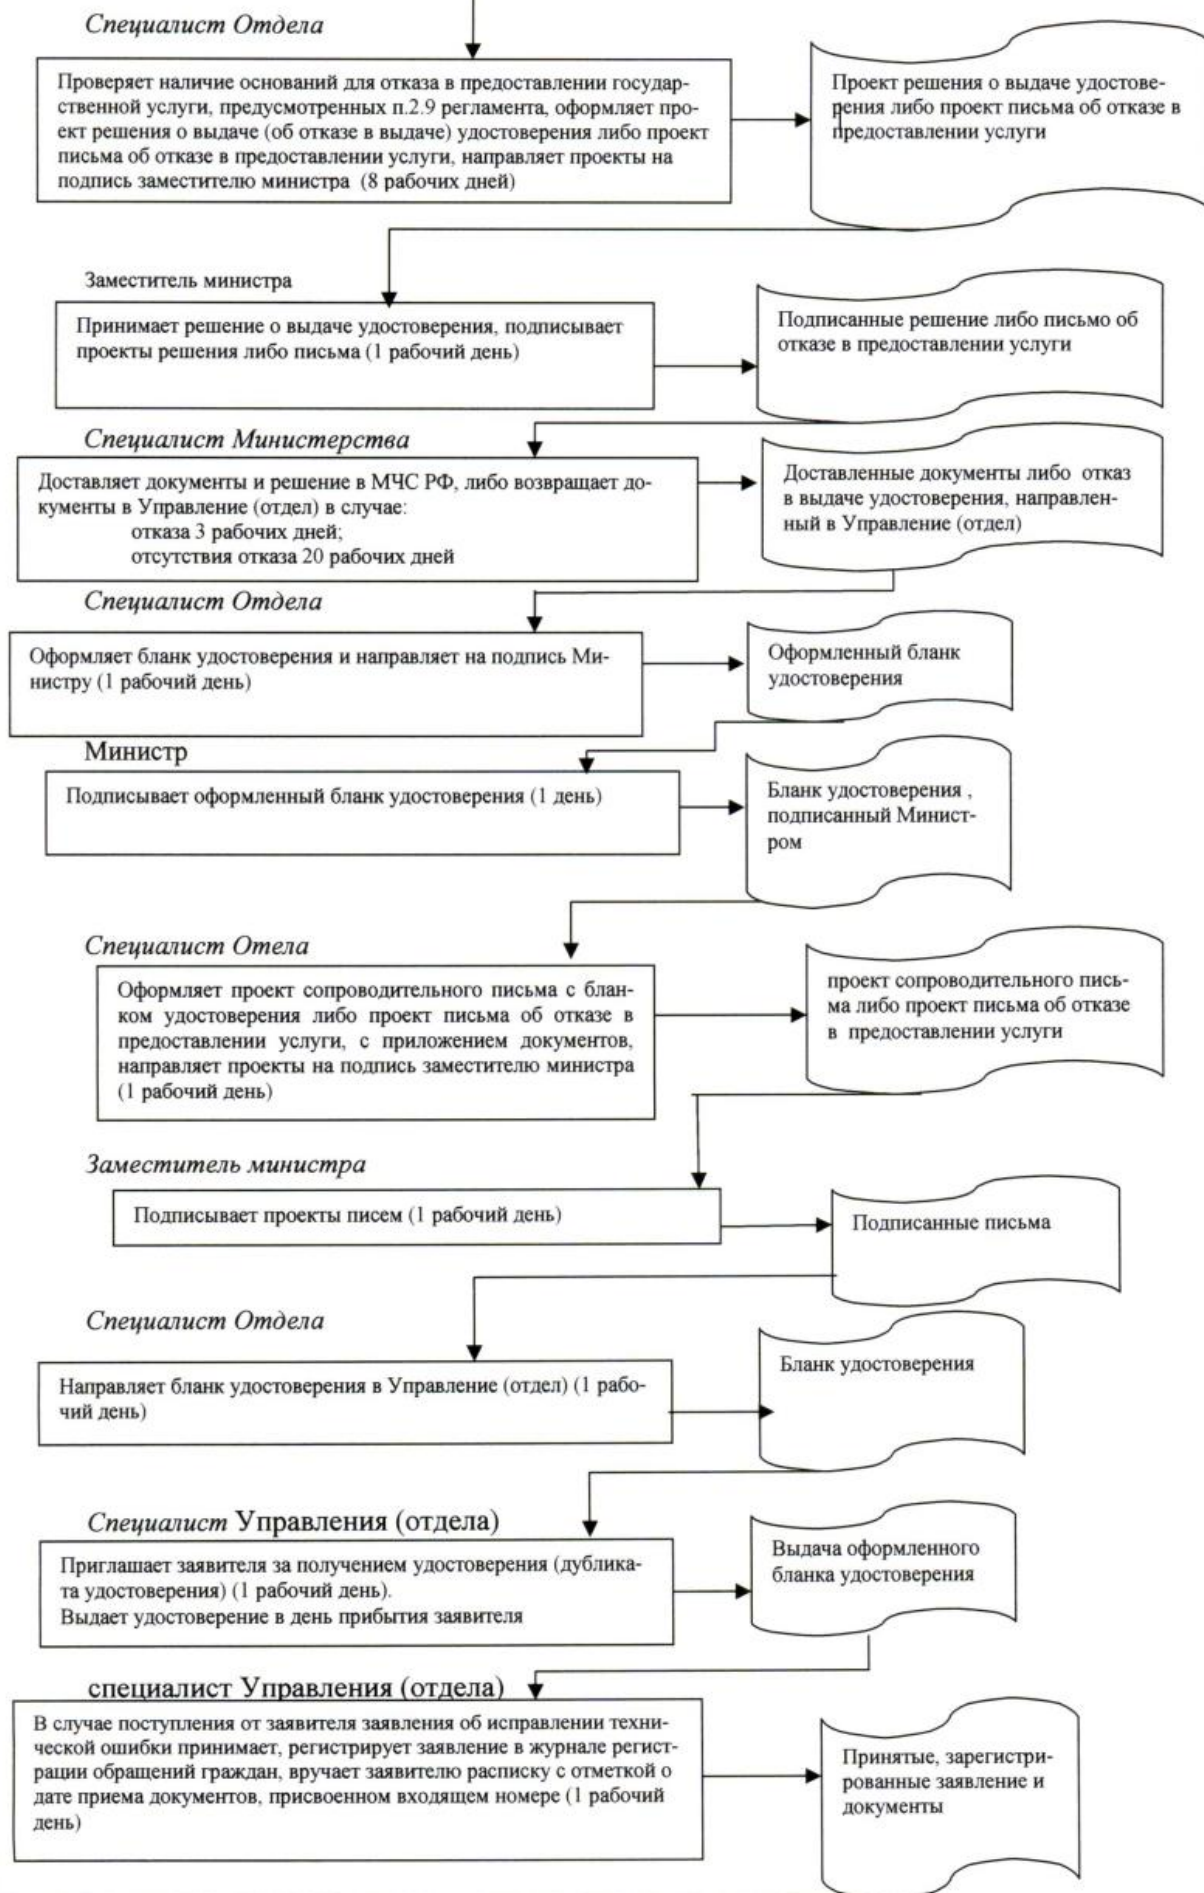 Специалист Отдела
Проверяет наличие оснований для отказа в предоставлении государ-
ственной услуги, предусмотренных п.2.9 регламента, оформляет про-
ект решения о выдаче (об отказе в выдаче) удостоверения либо проект
письма об отказе в предоставлении услуги, направляет проекты на
подпись заместителю министра (8 рабочих дней)
Проект решения о выдаче удостове-
рения либо проект письма об отказе в
предоставлении услуги
Заместитель министра
Принимает решение о выдаче удостоверения, подписывает
проекты решения либо письма (1 рабочий день)
Подписанные решение либо письмо об
отказе в предоставлении услуги
Специалист Министерства
Доставляет документы и решение в МЧС РФ, либо возвращает до-
кументы в Управление (отдел) в случае:
отказа 3 рабочих дней;
отсутствия отказа 20 рабочих дней
Доставленные документы либо отказ
в выдаче удостоверения, направлен-
ный в Управление (отдел)
Специалист Отдела
Оформляет бланк удостоверения и направляет на подпись Ми-
нистру (1 рабочий день)
Оформленный бланк
удостоверения
Министр
Подписывает оформленный бланк удостоверения (1 день)
Бланк удостоверения ,
подписанный Минист-
ром
Специалист Отела
Оформляет проект сопроводительного письма с блан-
ком удостоверения либо проект письма об отказе в
предоставлении услуги, с приложением документов,
направляет проекты на подпись заместителю министра
(1 рабочий день)
проект сопроводительного пись-
ма либо проект письма об отказе
в предоставлении услуги
Заместитель министра
Подписывает проекты писем (1 рабочий день)
Подписанные письма
Специалист Отдела
Направляет бланк удостоверения в Управление (отдел) (1 рабо-
чий день)
Бланк удостоверения
Специалист Управления (отдела)
Приглашает заявителя за получением удостоверения (дублика-
та удостоверения) (1 рабочий день).
Выдает удостоверение в день прибытия заявителя
Выдача оформленного
бланка удостоверения
специалист Управления (отдела)
В случае поступления от заявителя заявления об исправлении техни-
ческой ошибки принимает, регистрирует заявление в журнале регист-
рации обращений граждан, вручает заявителю расписку с отметкой о
дате приема документов, присвоенном входящем номере (1 рабочий
день)
Принятые, зарегистри-
рованные заявление и
документы